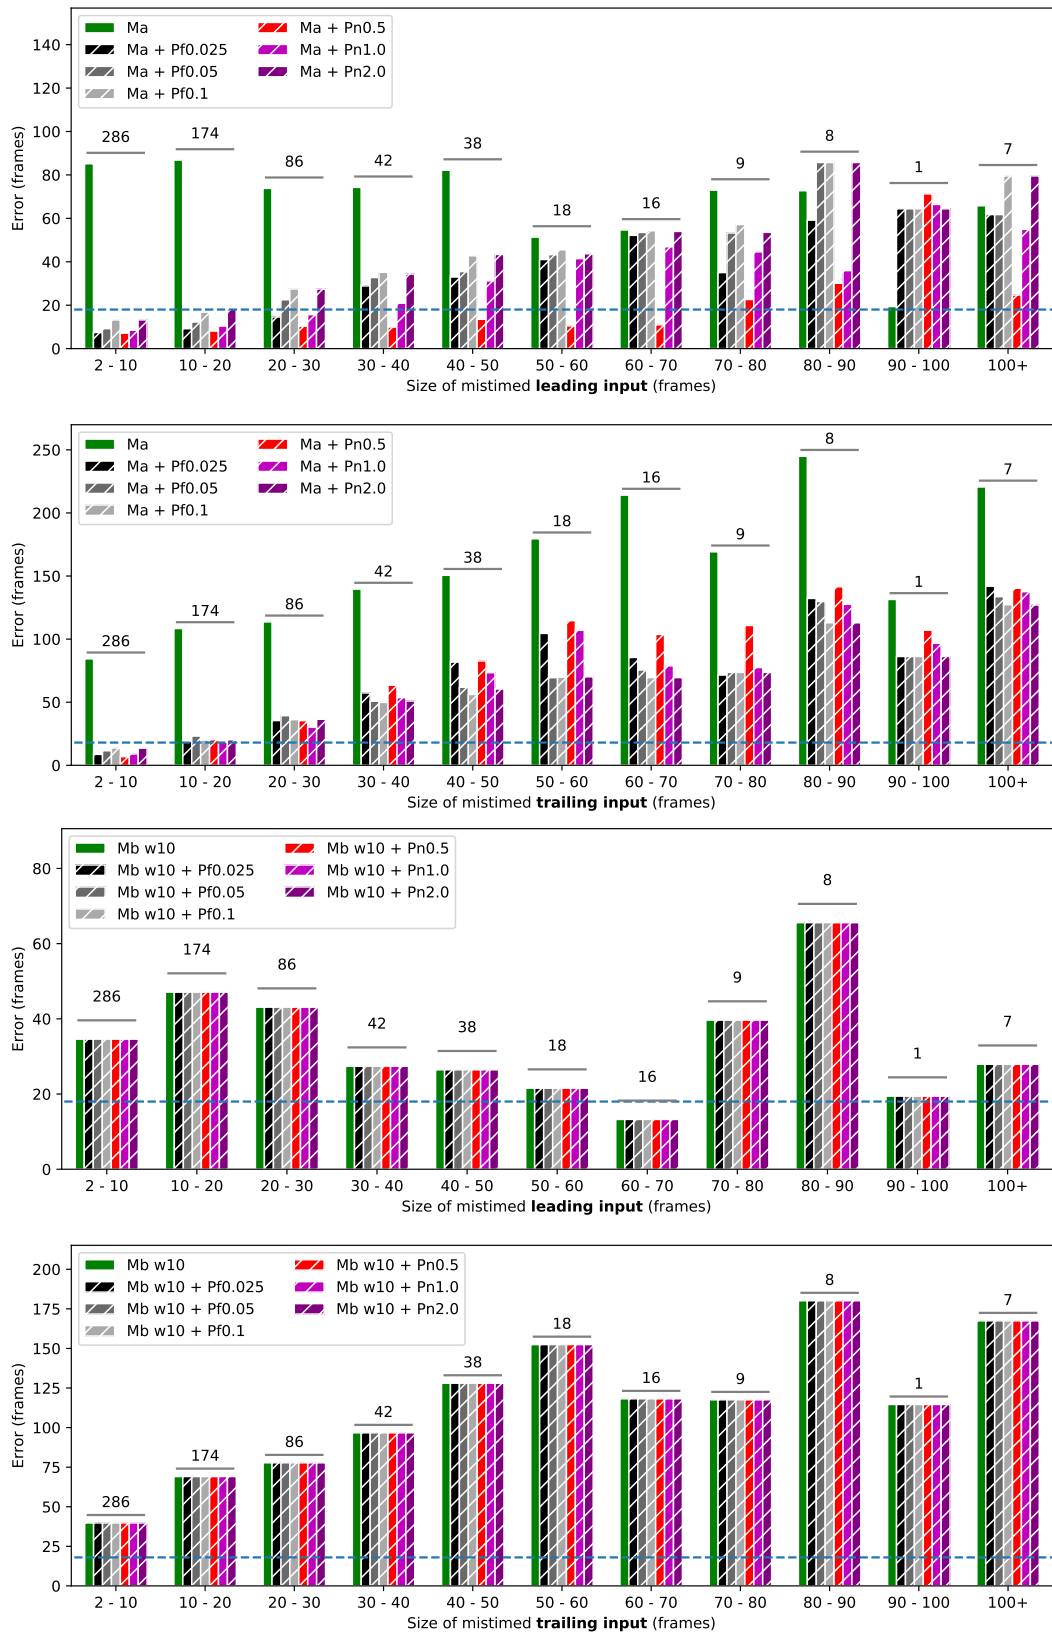 Ma
Ma + Pf0.025
Ma + Pf0.05
Ma + Pf0.1
Ma + Pn0.5
Ma + Pn1.0
Ma + Pn2.0
Error (frames)
140
120
100
80
60
40
20
0
286 174 86 42 38 18 16 9 8 1 7
2 - 10 10 - 20 20 - 30 30 - 40 40 - 50 50 - 60 60 - 70 70 - 80 80 - 90 90 - 100 100+
Size of mistimed leading input (frames)
Ma
Ma + Pf0.025
Ma + Pf0.05
Ma + Pf0.1
Ma + Pn0.5
Ma + Pn1.0
Ma + Pn2.0
Error (frames)
250
200
150
100
50
0
286 174 86 42 38 18 16 9 8 1 7
2 - 10 10 - 20 20 - 30 30 - 40 40 - 50 50 - 60 60 - 70 70 - 80 80 - 90 90 - 100 100+
Size of mistimed trailing input (frames)
Mb w10
Mb w10 + Pf0.025
Mb w10 + Pf0.05
Mb w10 + Pf0.1
Mb w10 + Pn0.5
Mb w10 + Pn1.0
Mb w10 + Pn2.0
Error (frames)
80
60
40
20
0
286 174 86 42 38 18 16 9 8 1 7
2 - 10 10 - 20 20 - 30 30 - 40 40 - 50 50 - 60 60 - 70 70 - 80 80 - 90 90 - 100 100+
Size of mistimed leading input (frames)
Mb w10
Mb w10 + Pf0.025
Mb w10 + Pf0.05
Mb w10 + Pf0.1
Mb w10 + Pn0.5
Mb w10 + Pn1.0
Mb w10 + Pn2.0
Error (frames)
200
175
150
125
100
75
50
25
0
286 174 86 42 38 18 16 9 8 1 7
2 - 10 10 - 20 20 - 30 30 - 40 40 - 50 50 - 60 60 - 70 70 - 80 80 - 90 90 - 100 100+
Size of mistimed trailing input (frames)